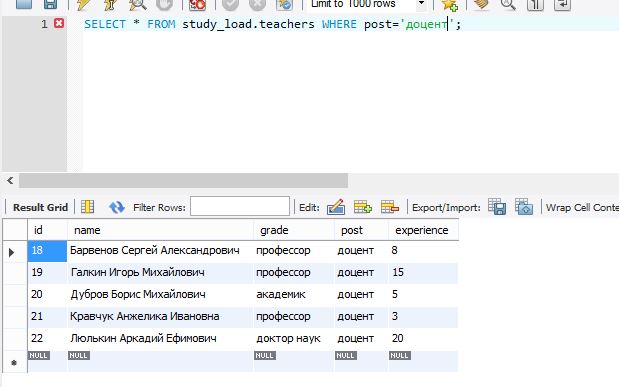 Limit to 1000 rows
1 SELECT * FROM study_load.teachers WHERE post='доцент';
Result Grid Filter Rows: Edit: Export/Import: Wrap Cell Conte
id name grade post experience
18 Барвенов Сергей Александрович профессор доцент 8
19 Галкин Игорь Михайлович профессор доцент 15
20 Дубров Борис Михайлович академик доцент 5
21 Кравчук Анжелика Ивановна профессор доцент 3
22 Люлькин Аркадий Ефимович доктор наук доцент 20
NULL NULL NULL NULL NULL